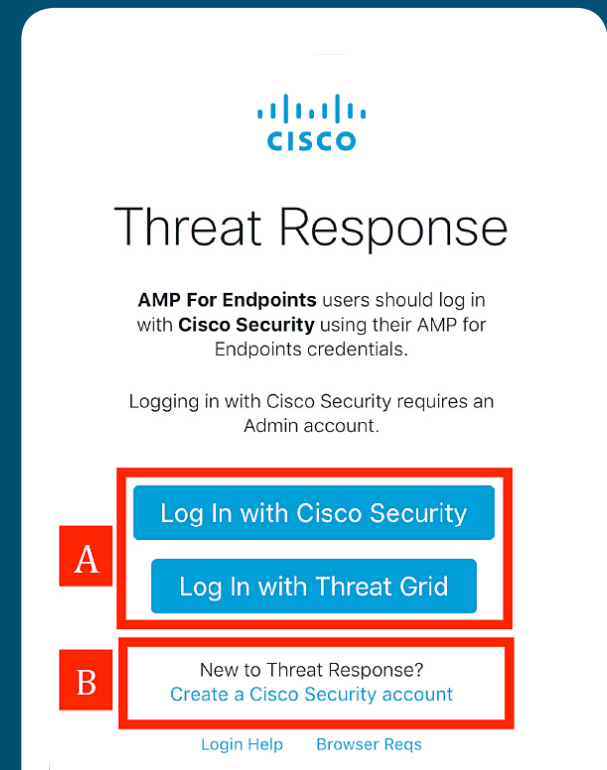 CISCO
Threat Response
AMP For Endpoints users should log in
with Cisco Security using their AMP for
Endpoints credentials.
Logging in with Cisco Security requires an
Admin account.
A
Log In with Cisco Security
Log In with Threat Grid
B
New to Threat Response?
Create a Cisco Security account
Login Help Browser Reqs